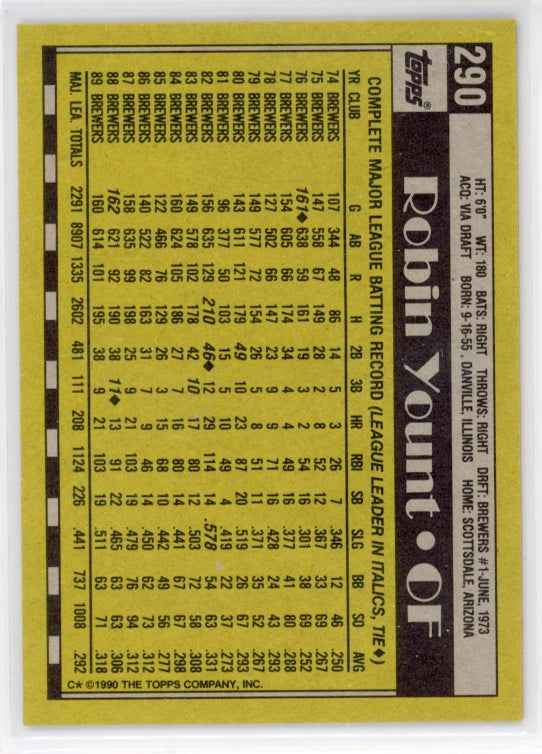 290
HT: 6'0" WT: 180 BATS: RIGHT THROWS: RIGHT DRFT: BREWERS #1-JUNE, 1973
ACQ: VIA DRAFT BORN: 9-16-55, DANVILLE, ILLINOIS HOME: SCOTTSDALE, ARIZONA
TOPPS®
Robin Yount • OF
COMPLETE MAJOR LEAGUE BATTING RECORD (LEAGUE LEADER IN ITALICS, TIE♦)
YR CLUB G AB R H 2B 3B HR RBI SB SLG BB SO AVG
74 BREWERS 107 344 48 86 14 5 3 26 7 .346 12 46 .250
75 BREWERS 147 558 67 149 28 2 8 52 12 .367 33 69 .267
76 BREWERS 161♦ 638 59 161 19 3 2 54 16 .301 38 69 .252
77 BREWERS 154 605 66 174 34 4 4 49 16 .377 41 80 .288
78 BREWERS 127 502 66 147 23 9 9 71 16 .428 24 43 .293
79 BREWERS 149 577 72 154 26 5 8 51 11 .371 35 52 .267
80 BREWERS 143 611 121 179 49 10 23 87 20 .519 26 67 .293
81 BREWERS 96 377 50 103 15 5 10 49 4 .419 22 37 .273
82 BREWERS 156 635 129 210 46♦ 12 29 114 14 .578 54 63 .331
83 BREWERS 149 578 102 178 42 10 17 80 12 .503 72 58 .308
84 BREWERS 160 624 105 186 27 7 16 80 14 .441 67 67 .298
85 BREWERS 122 466 76 129 26 3 15 68 10 .442 49 56 .277
86 BREWERS 140 522 82 163 31 7 9 46 14 .450 62 73 .312
87 BREWERS 158 635 99 198 25 9 21 103 19 .479 76 94 .312
88 BREWERS 162 621 92 190 38 11♦ 13 91 22 .465 63 63 .306
89 BREWERS 160 614 101 195 38 9 21 103 19 .511 63 71 .318
MAJ. LEA. TOTALS 2291 8907 1335 2602 481 111 208 1124 226 .441 737 1008 .292
C★ ©1990 THE TOPPS COMPANY, INC.